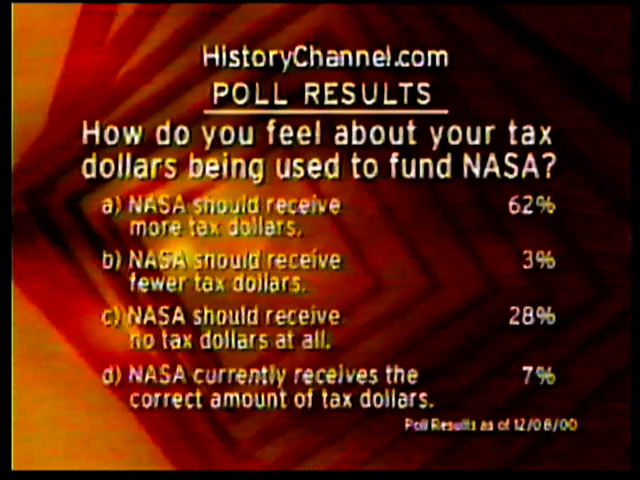 HistoryChannel.com
POLL RESULTS
How do you feel about your tax
dollars being used to fund NASA?
a) NASA should receive 62%
more tax dollars.
b) NASA should receive 3%
fewer tax dollars.
c) NASA should receive 28%
no tax dollars at all.
d) NASA currently receives the 7%
correct amount of tax dollars.
Poll Results as of 12/08/00